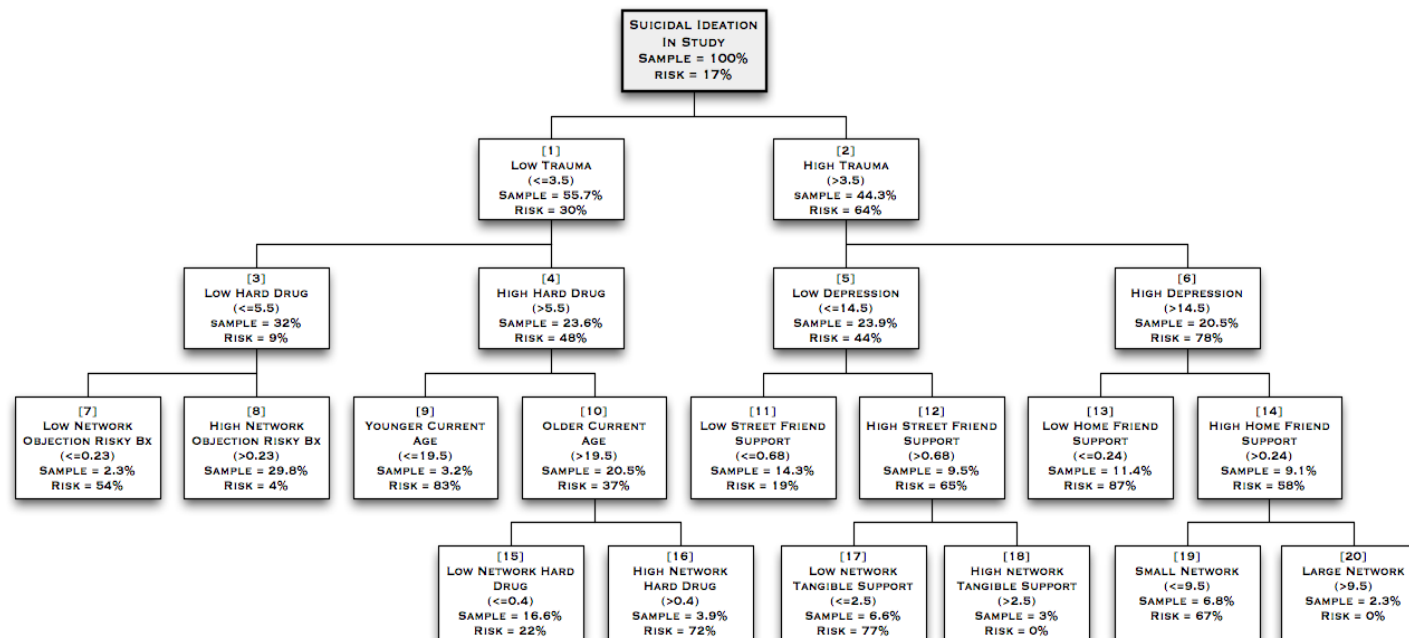 Suicidal Ideation
In Study
Sample = 100%
risk = 17%
[1]
Low Trauma
(<=3.5)
Sample = 55.7%
Risk = 30%
[2]
High Trauma
(>3.5)
sample = 44.3%
Risk = 64%
[3]
Low Hard Drug
(<=5.5)
sample = 32%
Risk = 9%
[4]
High Hard Drug
(>5.5)
Sample = 23.6%
Risk = 48%
[5]
Low Depression
(<=14.5)
Sample = 23.9%
Risk = 44%
[6]
High Depression
(>14.5)
Sample = 20.5%
Risk = 78%
[7]
Low Network
Objection Risky Bx
(<=0.23)
Sample = 2.3%
Risk = 54%
[8]
High Network
Objection Risky Bx
(>0.23)
Sample = 29.8%
Risk = 4%
[9]
Younger Current
Age
(<=19.5)
Sample = 3.2%
Risk = 83%
[10]
Older Current
Age
(>19.5)
Sample = 20.5%
Risk = 37%
[11]
Low Street Friend
Support
(<=0.68)
Sample = 14.3%
Risk = 19%
[12]
High Street Friend
Support
(>0.68)
Sample = 9.5%
Risk = 65%
[13]
Low Home Friend
Support
(<=0.24)
Sample = 11.4%
Risk = 87%
[14]
High Home Friend
Support
(>0.24)
Sample = 9.1%
Risk = 58%
[15]
Low Network Hard
Drug
(<=0.4)
Sample = 16.6%
Risk = 22%
[16]
High Network
Hard Drug
(>0.4)
Sample = 3.9%
Risk = 72%
[17]
Low network
Tangible Support
(<=2.5)
Sample = 6.6%
Risk = 77%
[18]
High network
Tangible Support
(>2.5)
Sample = 3%
Risk = 0%
[19]
Small Network
(<=9.5)
Sample = 6.8%
Risk = 67%
[20]
Large Network
(>9.5)
Sample = 2.3%
Risk = 0%